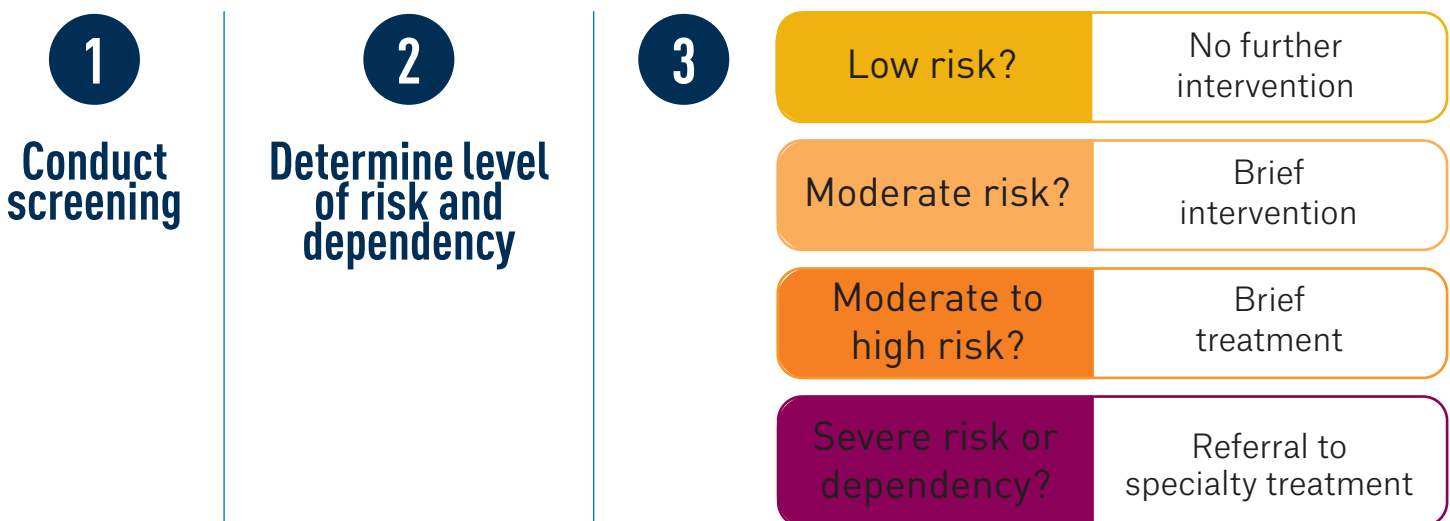 1
Conduct
screening
2
Determine level
of risk and
dependency
3
Low risk?
No further
intervention
Moderate risk?
Brief
intervention
Moderate to
high risk?
Brief
treatment
Severe risk or
dependency?
Referral to
specialty treatment